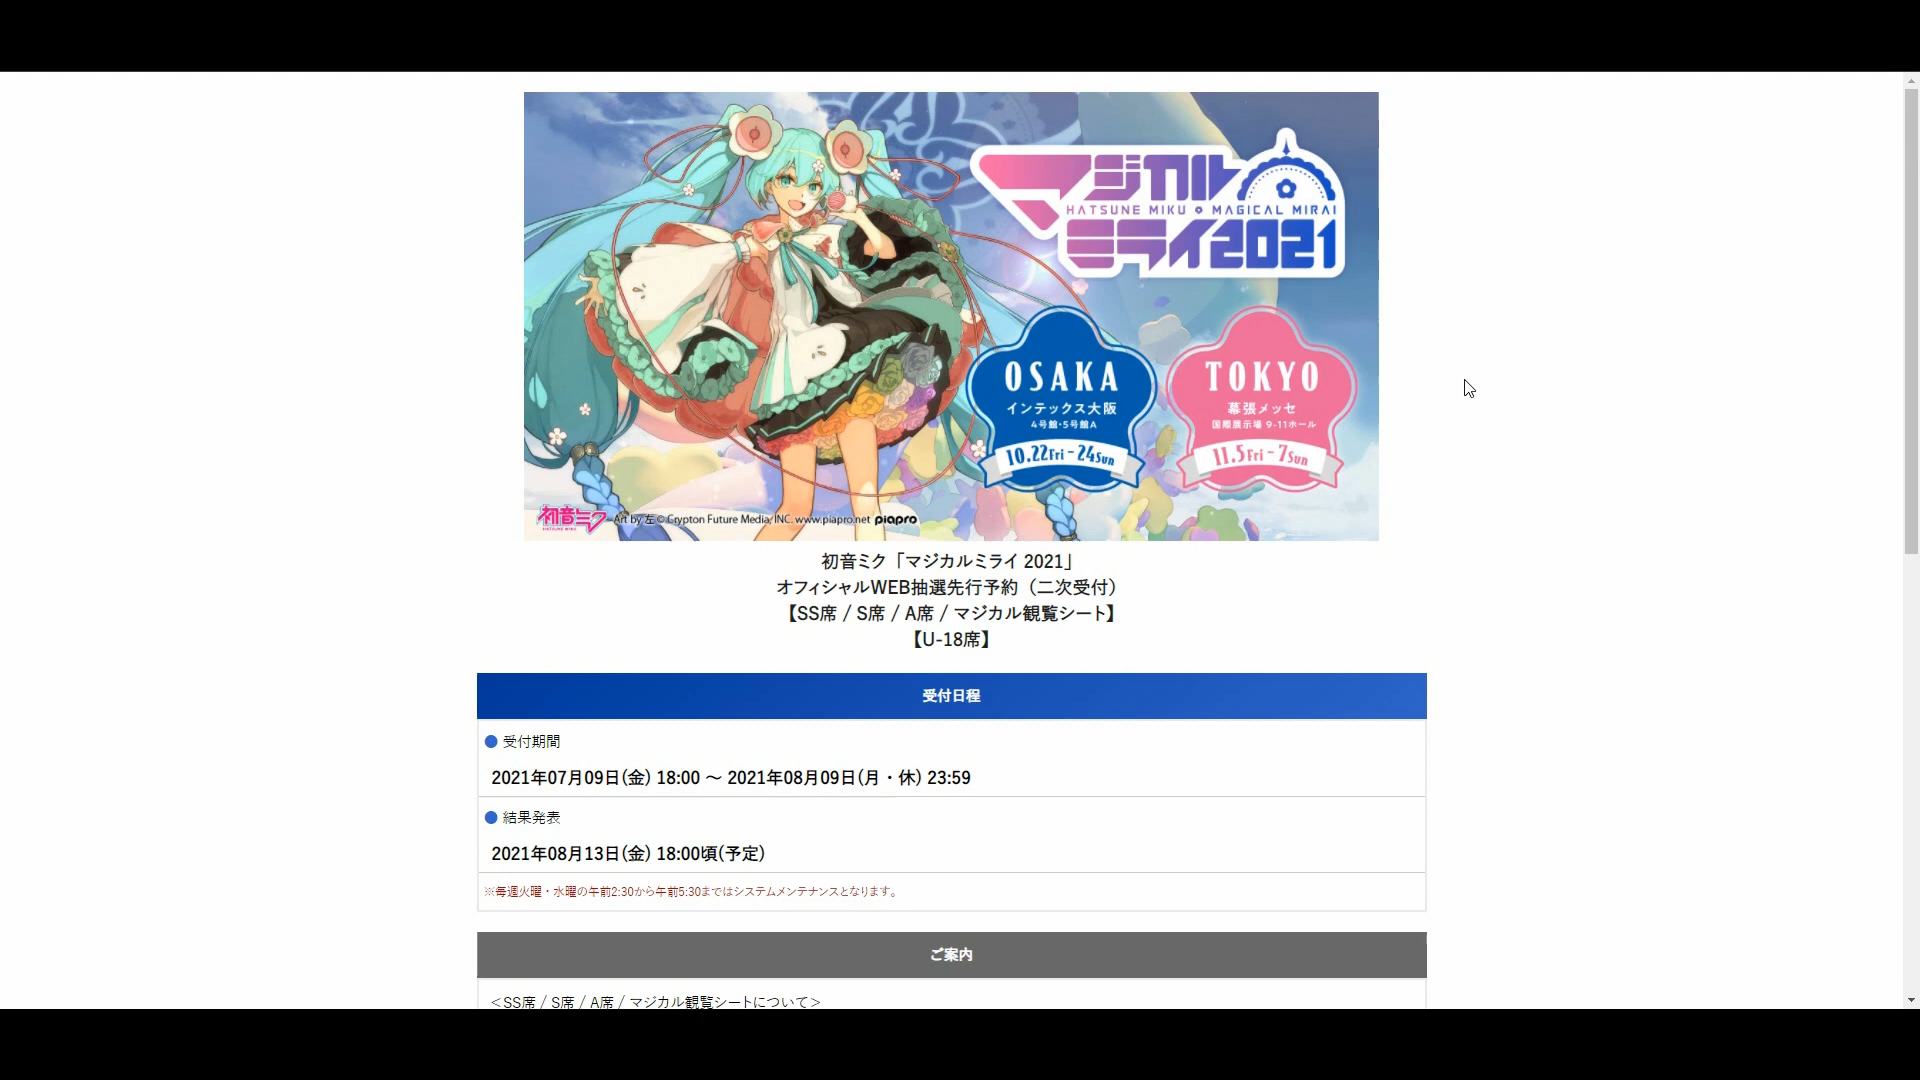 マジカル
HATSUNE MIKU MAGICAL MIRAI
ミライ2021
OSAKA
インテックス大阪
4号館・5号館A
10.22Fri-24Sun
TOKYO
幕張メッセ
国際展示場 9-11ホール
11.5Fri-7Sun
初音ミク
HATSUNE MIKU
Art by 左 © Crypton Future Media, INC. www.piapro.net piapro
初音ミク「マジカルミライ 2021」
オフィシャルWEB抽選先行予約（二次受付）
【SS席 / S席 / A席 / マジカル観覧シート】
【U-18席】
受付日程
受付期間
2021年07月09日(金) 18:00 ～ 2021年08月09日(月・休) 23:59
結果発表
2021年08月13日(金) 18:00頃(予定)
※毎週火曜・水曜の午前2:30から午前5:30まではシステムメンテナンスとなります。
ご案内
＜SS席 / S席 / A席 / マジカル観覧シートについて＞